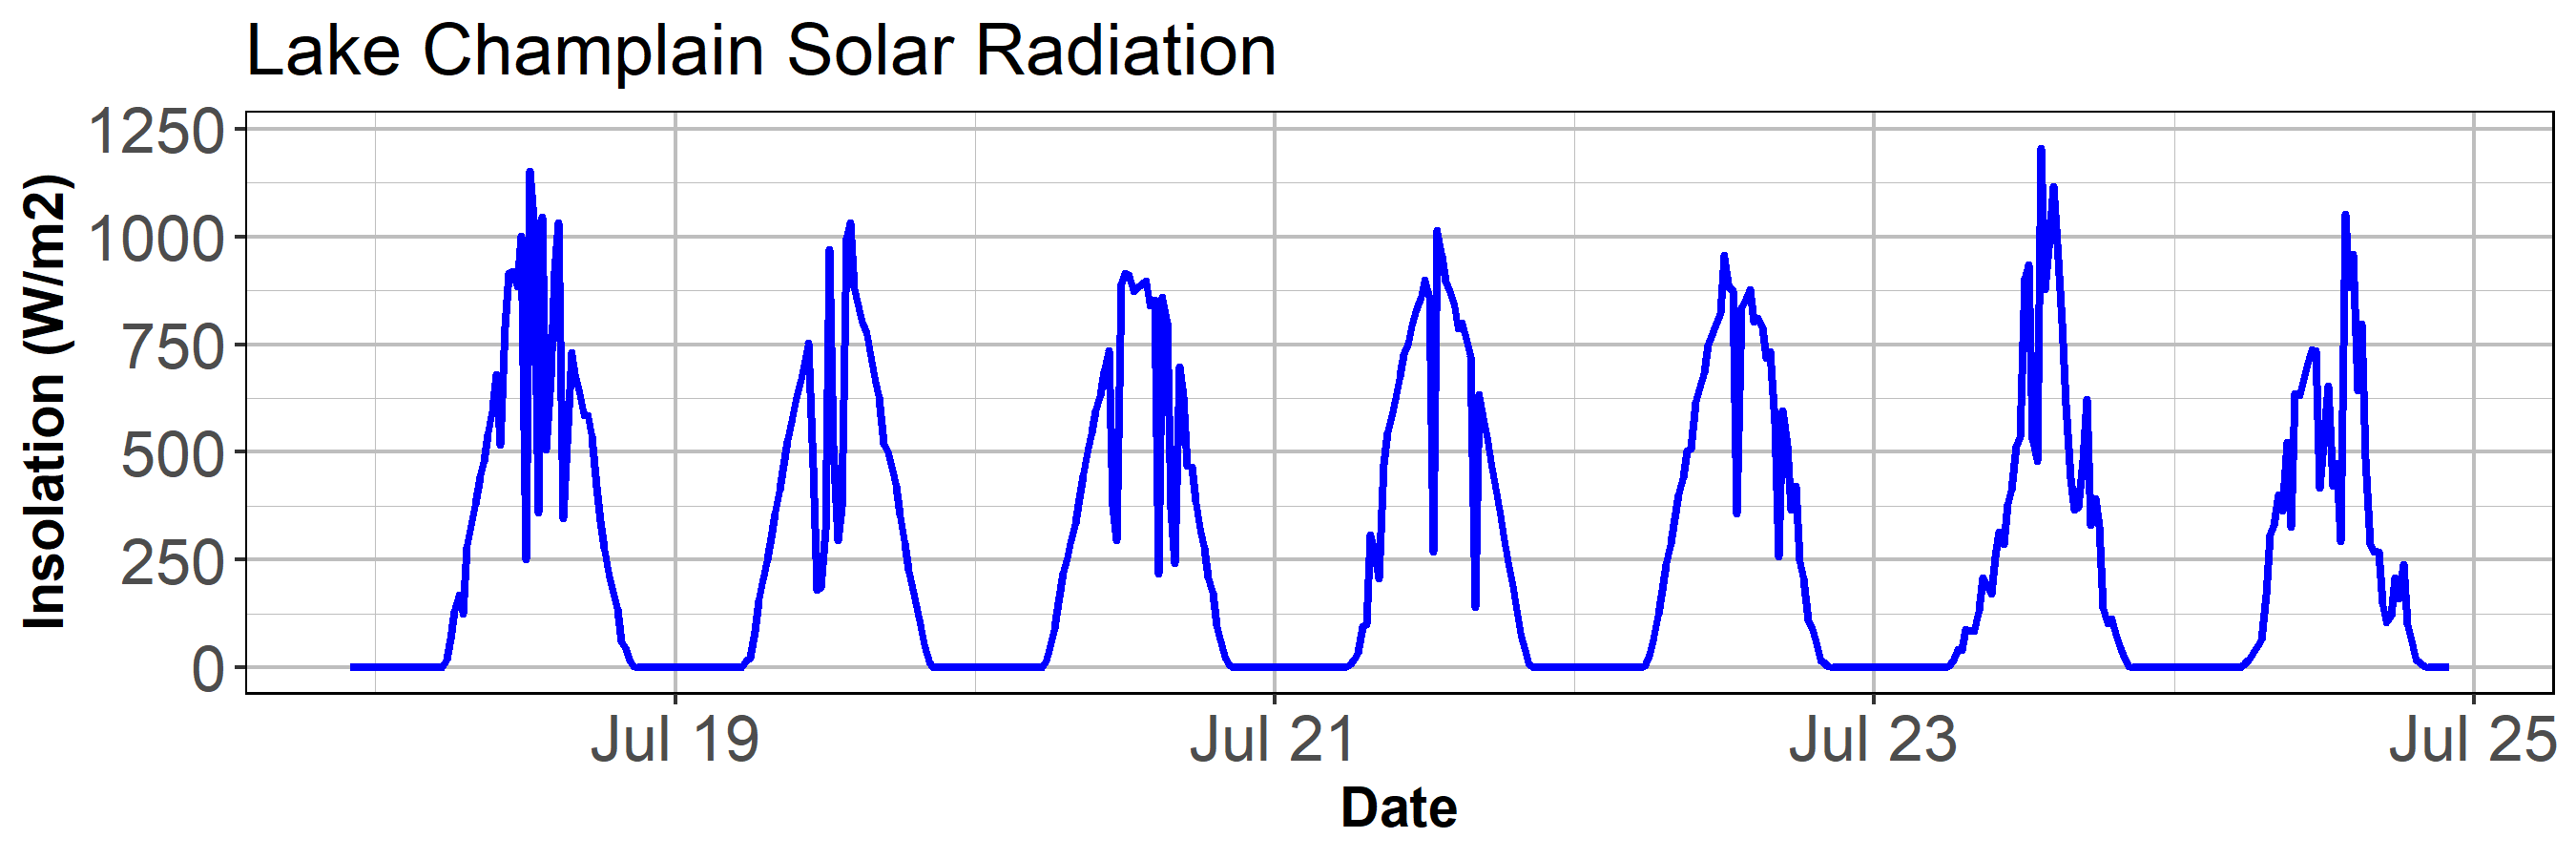 Lake Champlain Solar Radiation
1250
1000
750
500
250
0
Insolation (W/m2)
Jul 19
Jul 21
Jul 23
Jul 25
Date